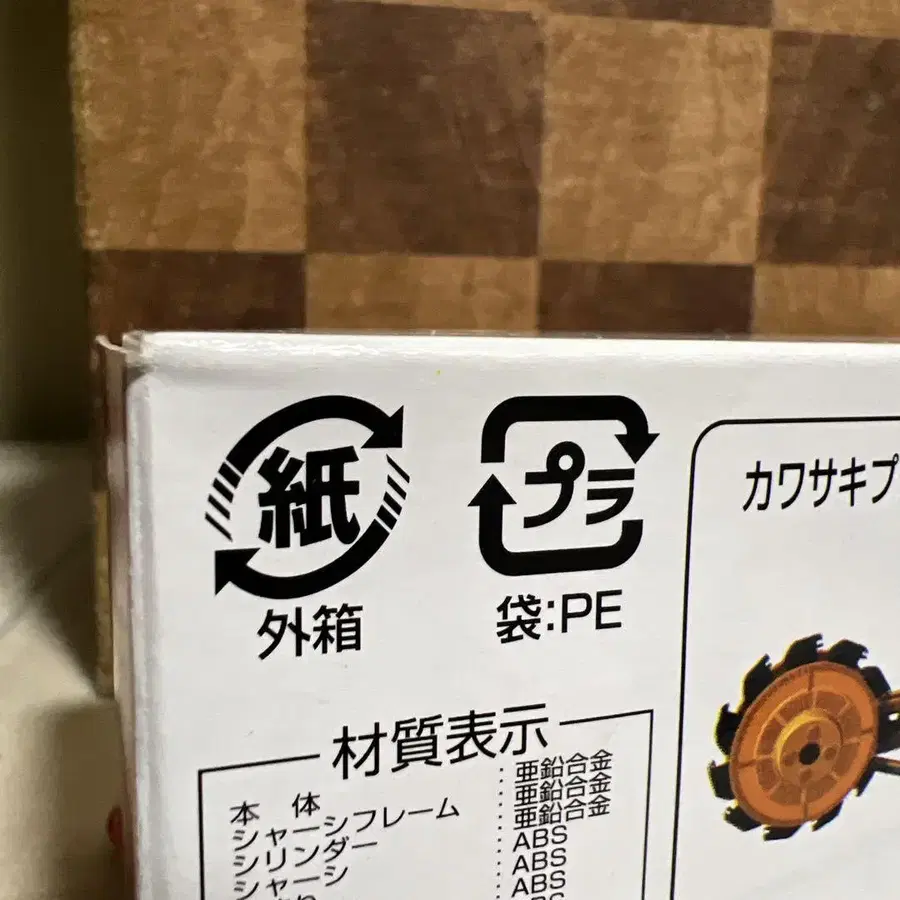 紙
外箱
プラ
袋:PE
カワサキプ
材質表示
本 体 : 亜鉛合金
シャーシフレーム : 亜鉛合金
シリンダー : 亜鉛合金
シャーシ : ABS
: ABS
: ABS